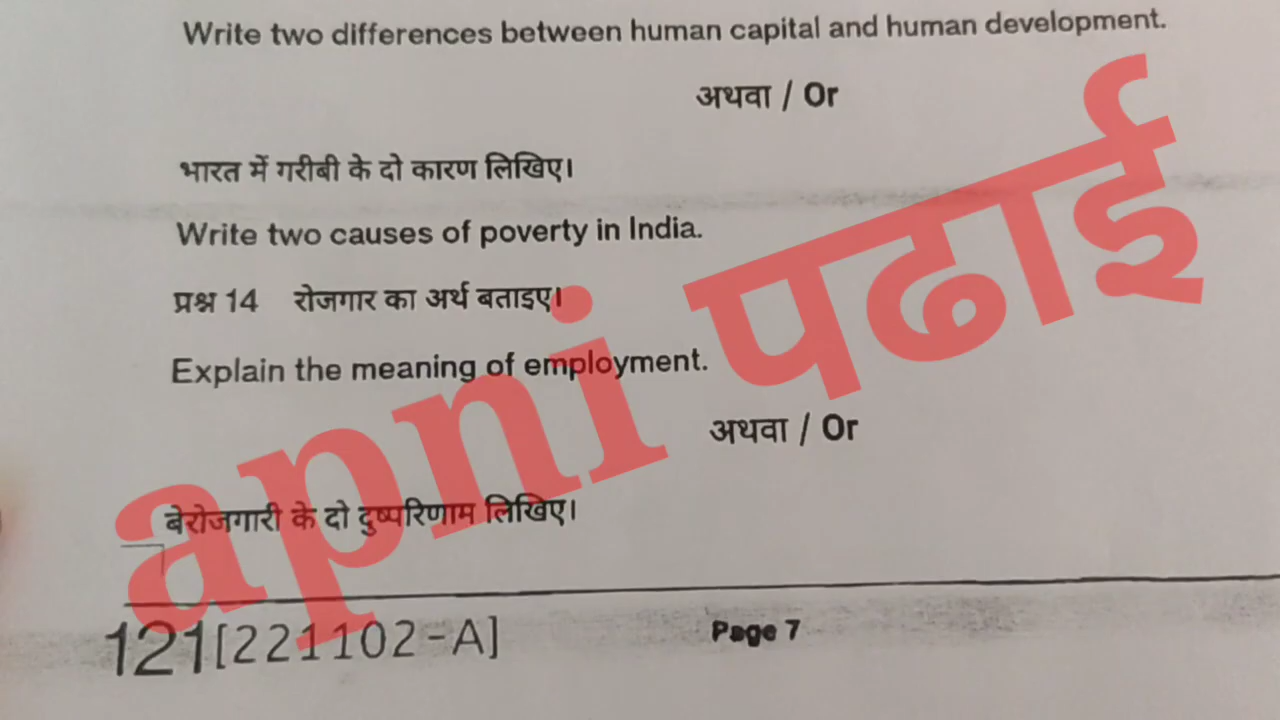 Write two differences between human capital and human development.
अथवा / Or
भारत में गरीबी के दो कारण लिखिए।
Write two causes of poverty in India.
प्रश्न 14 रोजगार का अर्थ बताइए।
Explain the meaning of employment.
अथवा / Or
बेरोजगारी के दो दुष्परिणाम लिखिए।
121[221102-A] Page 7
apni पढाई